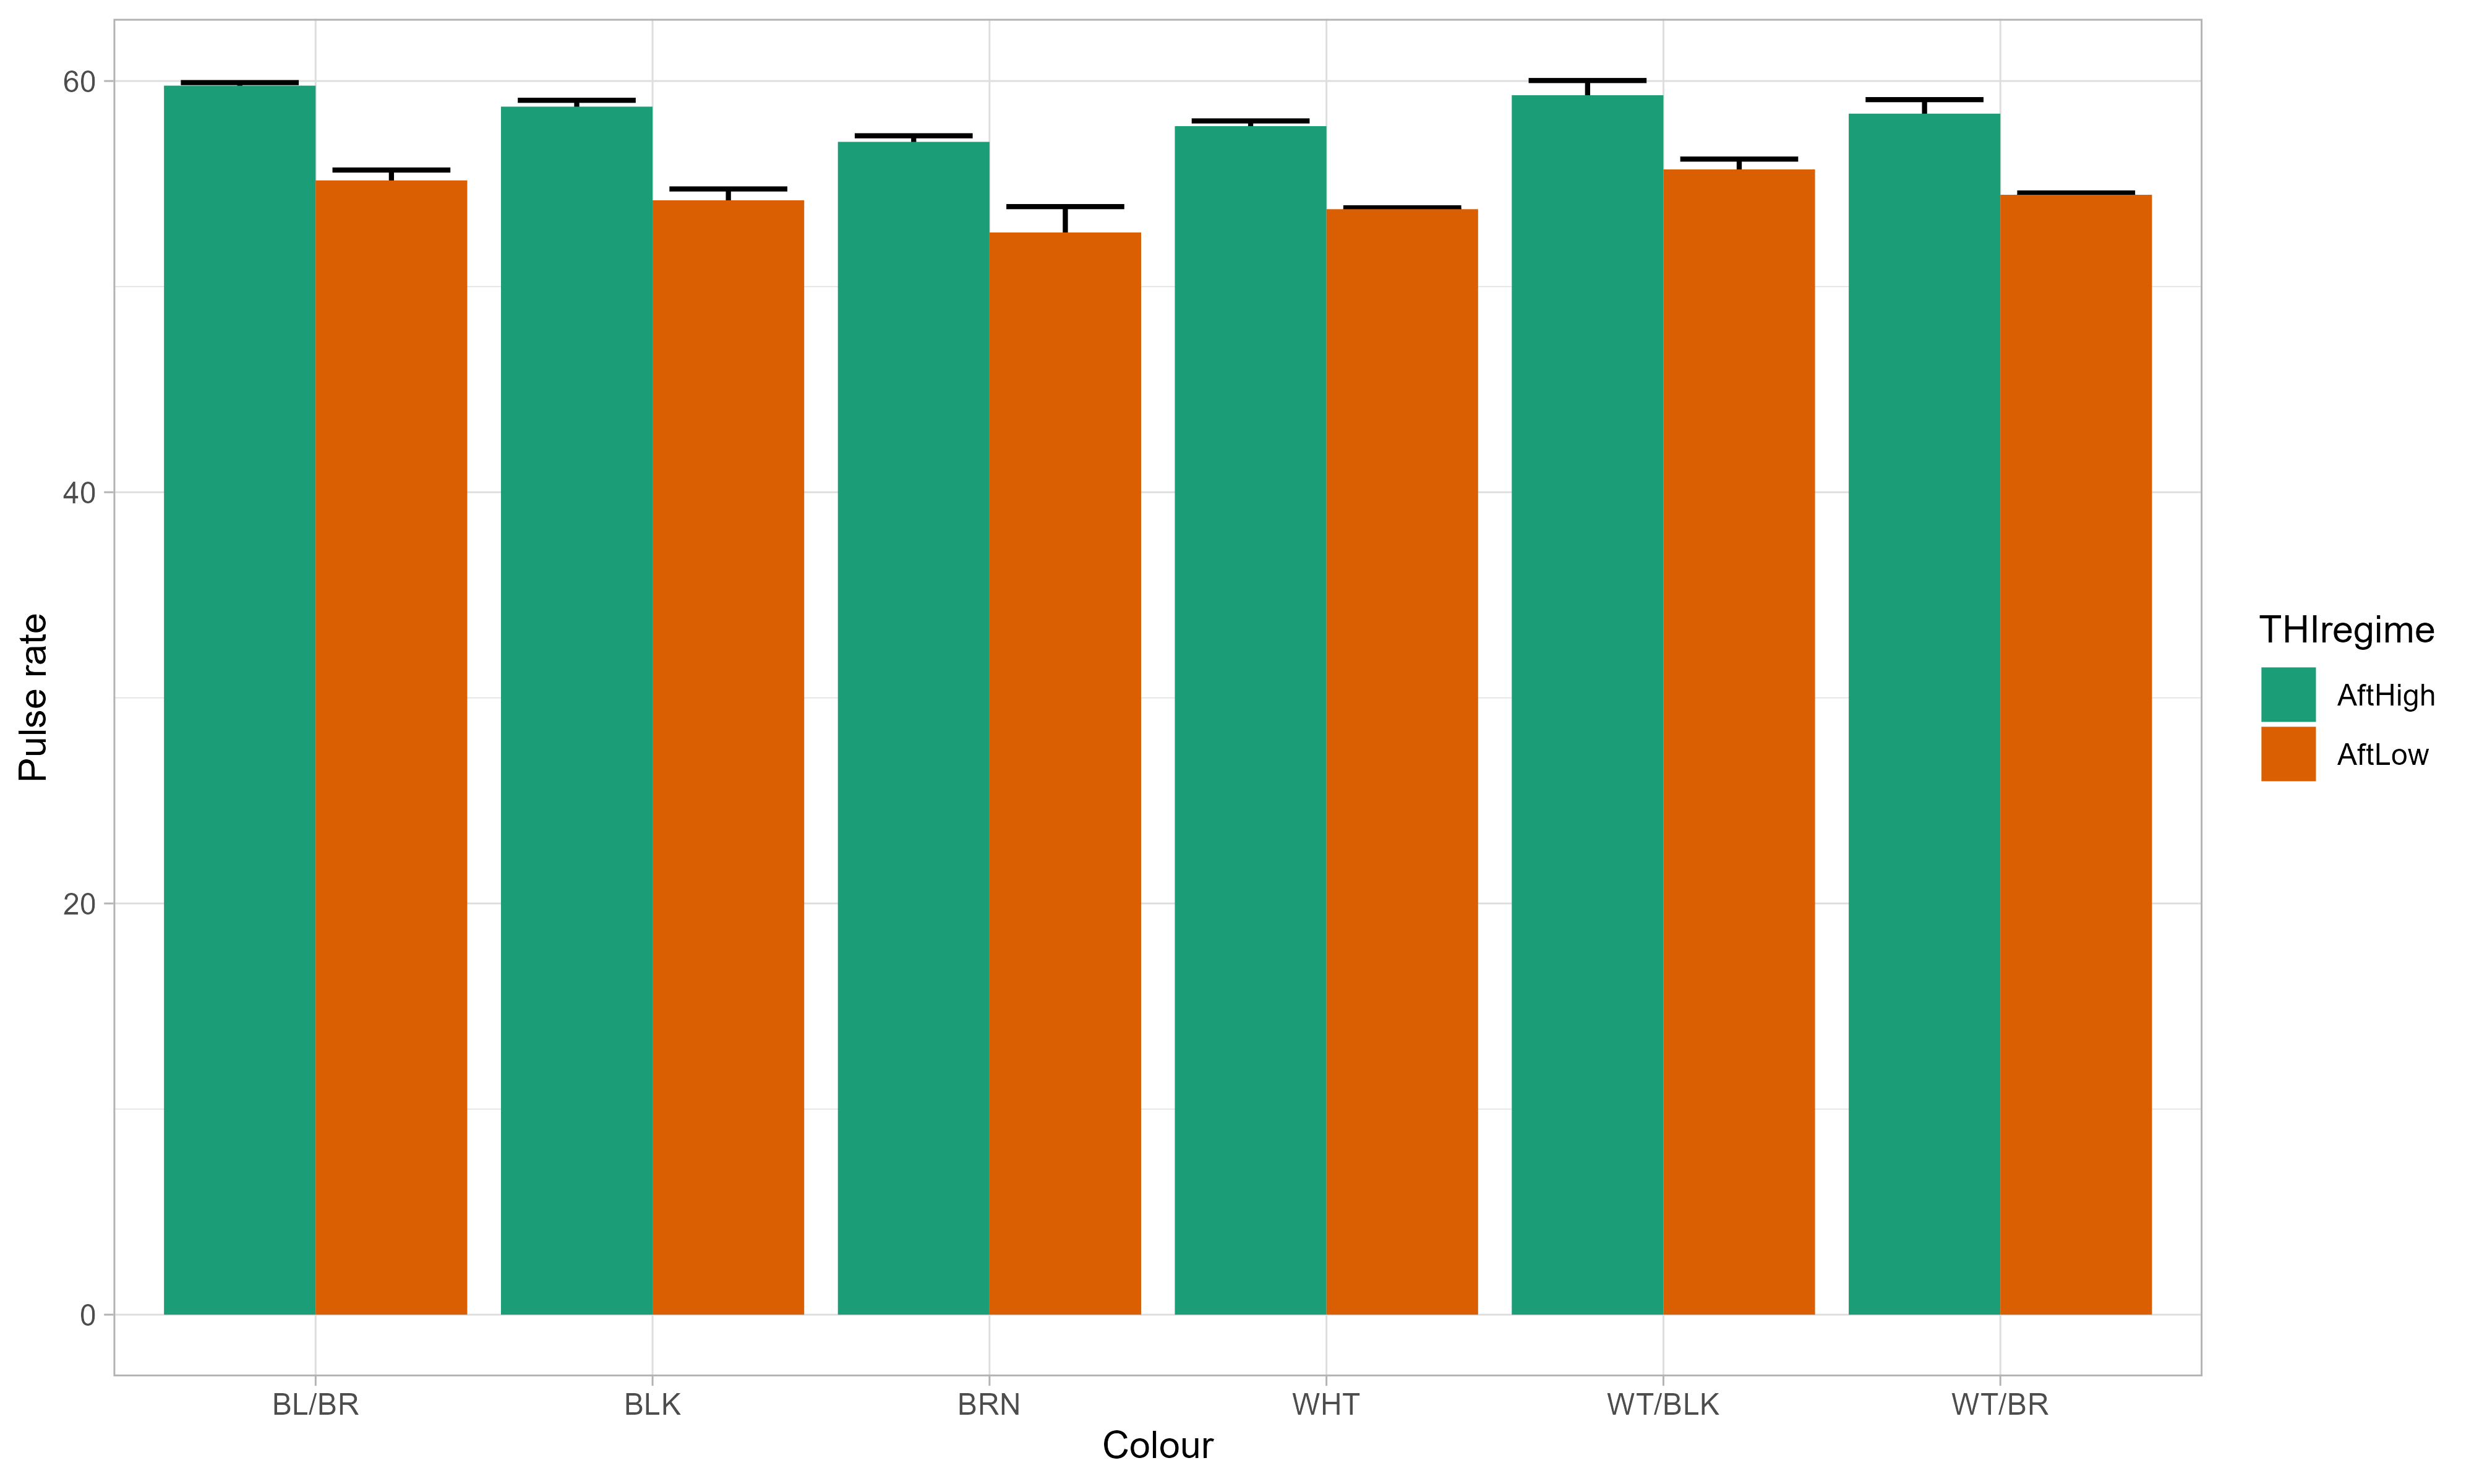 60
40
20
0
Pulse rate
BL/BR
BLK
BRN
WHT
WT/BLK
WT/BR
Colour
THIregime
AftHigh
AftLow